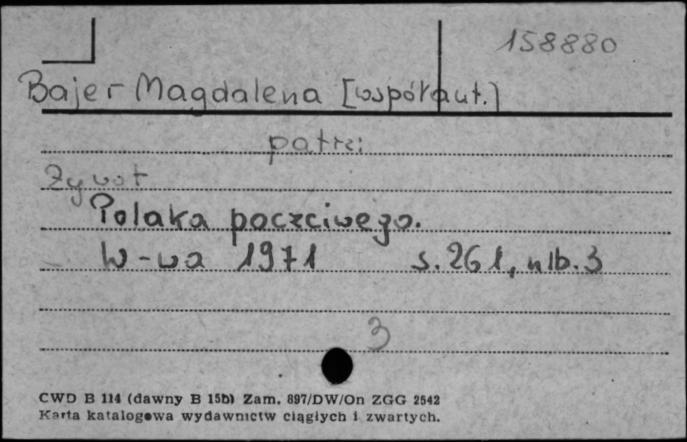 158880
Bajer Magdalena [współaut.]
patrz:
Żywot
Polaka poczciwego.
W-wa 1971 s. 261, nlb. 3
3
CWD B 114 (dawny B 15b) Zam. 897/DW/On ZGG 2542
Karta katalogowa wydawnictw ciągłych i zwartych.